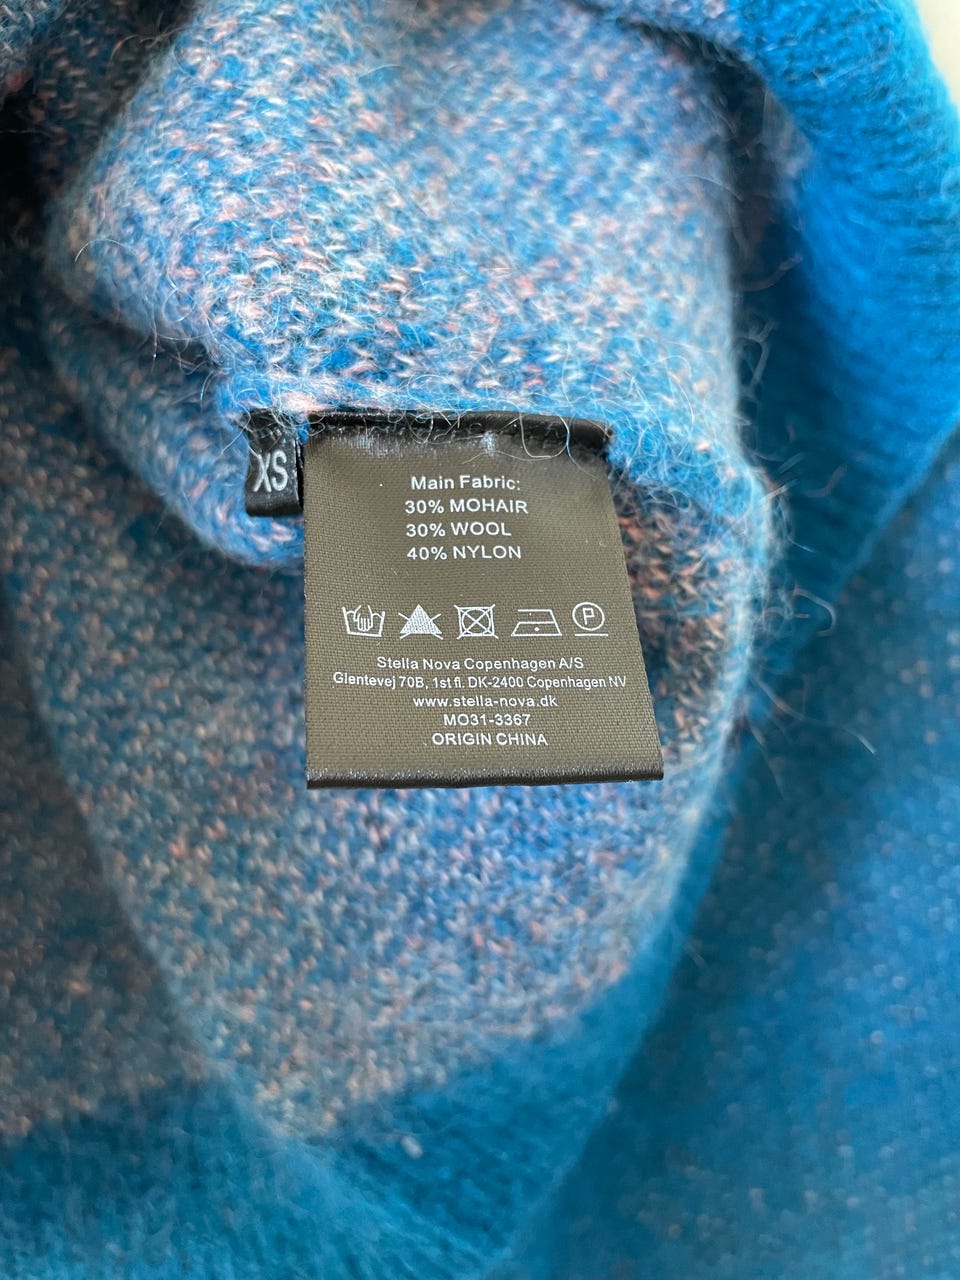 XS
Main Fabric:
30% MOHAIR
30% WOOL
40% NYLON
P
Stella Nova Copenhagen A/S
Glentevej 70B, 1st fl. DK-2400 Copenhagen NV
www.stella-nova.dk
MO31-3367
ORIGIN CHINA